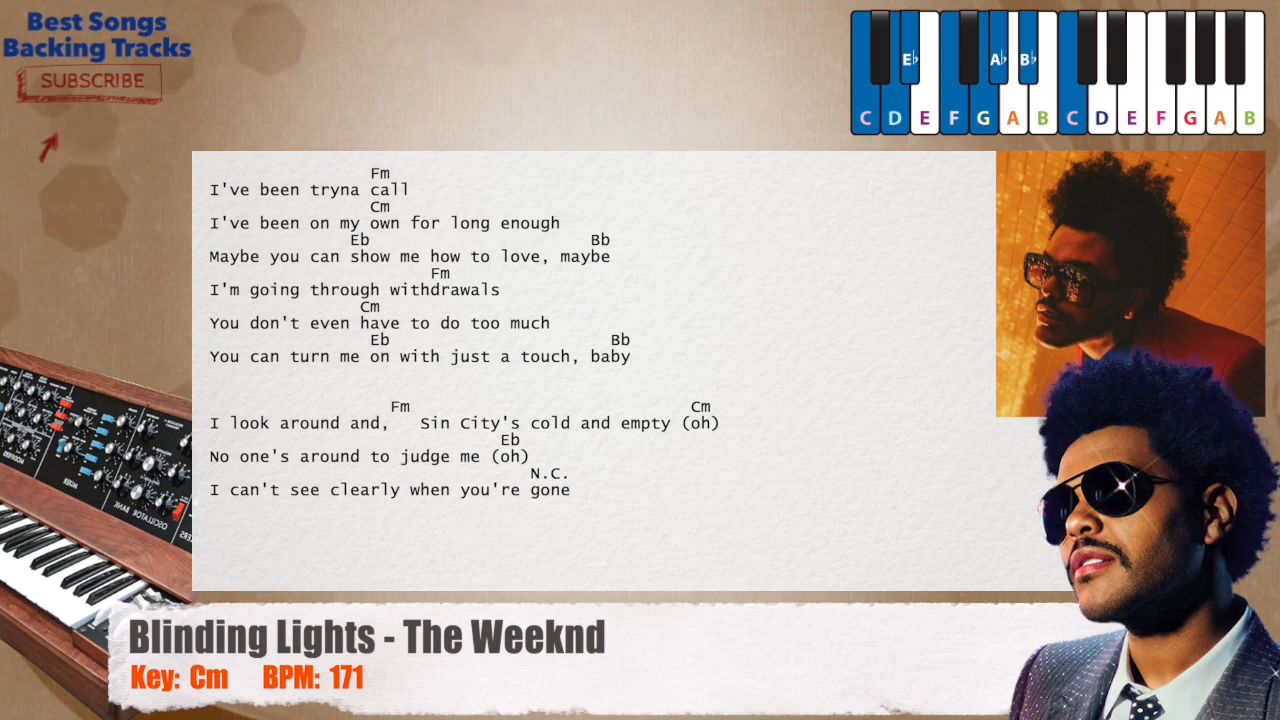 Best Songs
Backing Tracks
SUBSCRIBE
E♭ A♭ B♭
C D E F G A B C D E F G A B
Fm
I've been tryna call
Cm
I've been on my own for long enough
Eb Bb
Maybe you can show me how to love, maybe
Fm
I'm going through withdrawals
Cm
You don't even have to do too much
Eb Bb
You can turn me on with just a touch, baby
Fm Cm
I look around and, Sin City's cold and empty (oh)
Eb
No one's around to judge me (oh)
N.C.
I can't see clearly when you're gone
MIXER
OSCILLATOR BANK
Blinding Lights - The Weeknd
Key: Cm BPM: 171